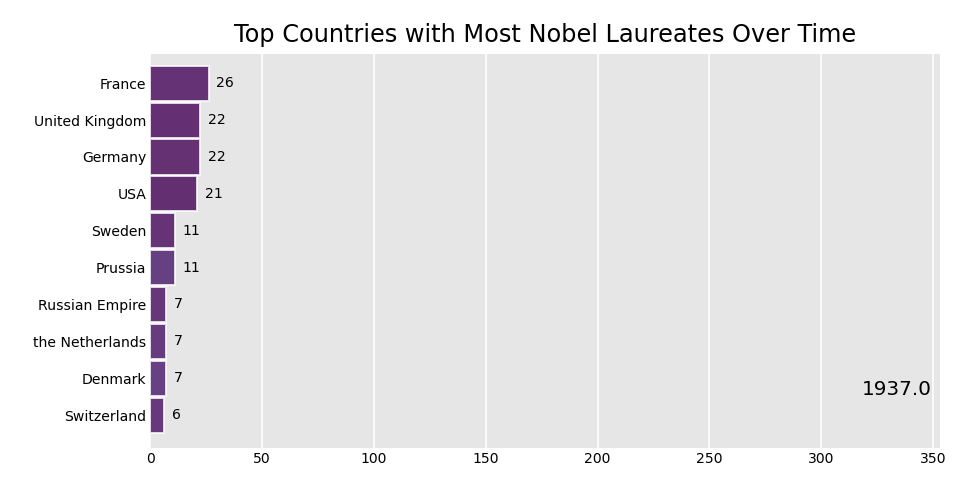 Top Countries with Most Nobel Laureates Over Time
France 26
United Kingdom 22
Germany 22
USA 21
Sweden 11
Prussia 11
Russian Empire 7
the Netherlands 7
Denmark 7
1937.0
Switzerland 6
0 50 100 150 200 250 300 350